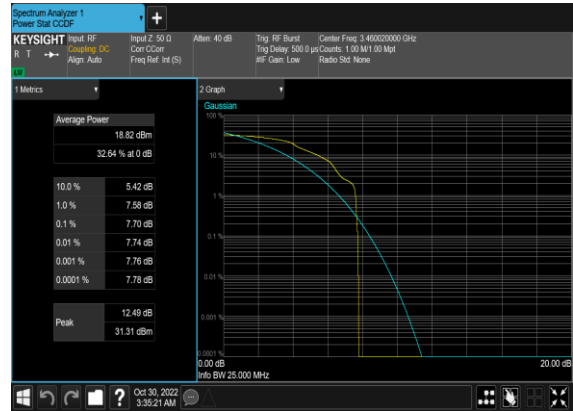 Spectrum Analyzer 1
Power Stat CCDF
KEYSIGHT
R T
LXI
Input: RF
Coupling: DC
Align: Auto
Input Z: 50 Ω
Corr CCorr
Freq Ref: Int (S)
Atten: 40 dB
Trig: RF Burst
Trig Delay: 500.0 µs
#IF Gain: Low
Center Freq: 3.460020000 GHz
Counts: 1.00 M/1.00 Mpt
Radio Std: None
1 Metrics
Average Power
18.82 dBm
32.64 % at 0 dB
10.0 % 5.42 dB
1.0 % 7.58 dB
0.1 % 7.70 dB
0.01 % 7.74 dB
0.001 % 7.76 dB
0.0001 % 7.78 dB
Peak 12.49 dB
31.31 dBm
2 Graph
Gaussian
100 %
10 %
1 %
0.1 %
0.01 %
0.001 %
0.0001 %
0.00 dB 20.00 dB
Info BW 25.000 MHz
? Oct 30, 2022
3:35:21 AM